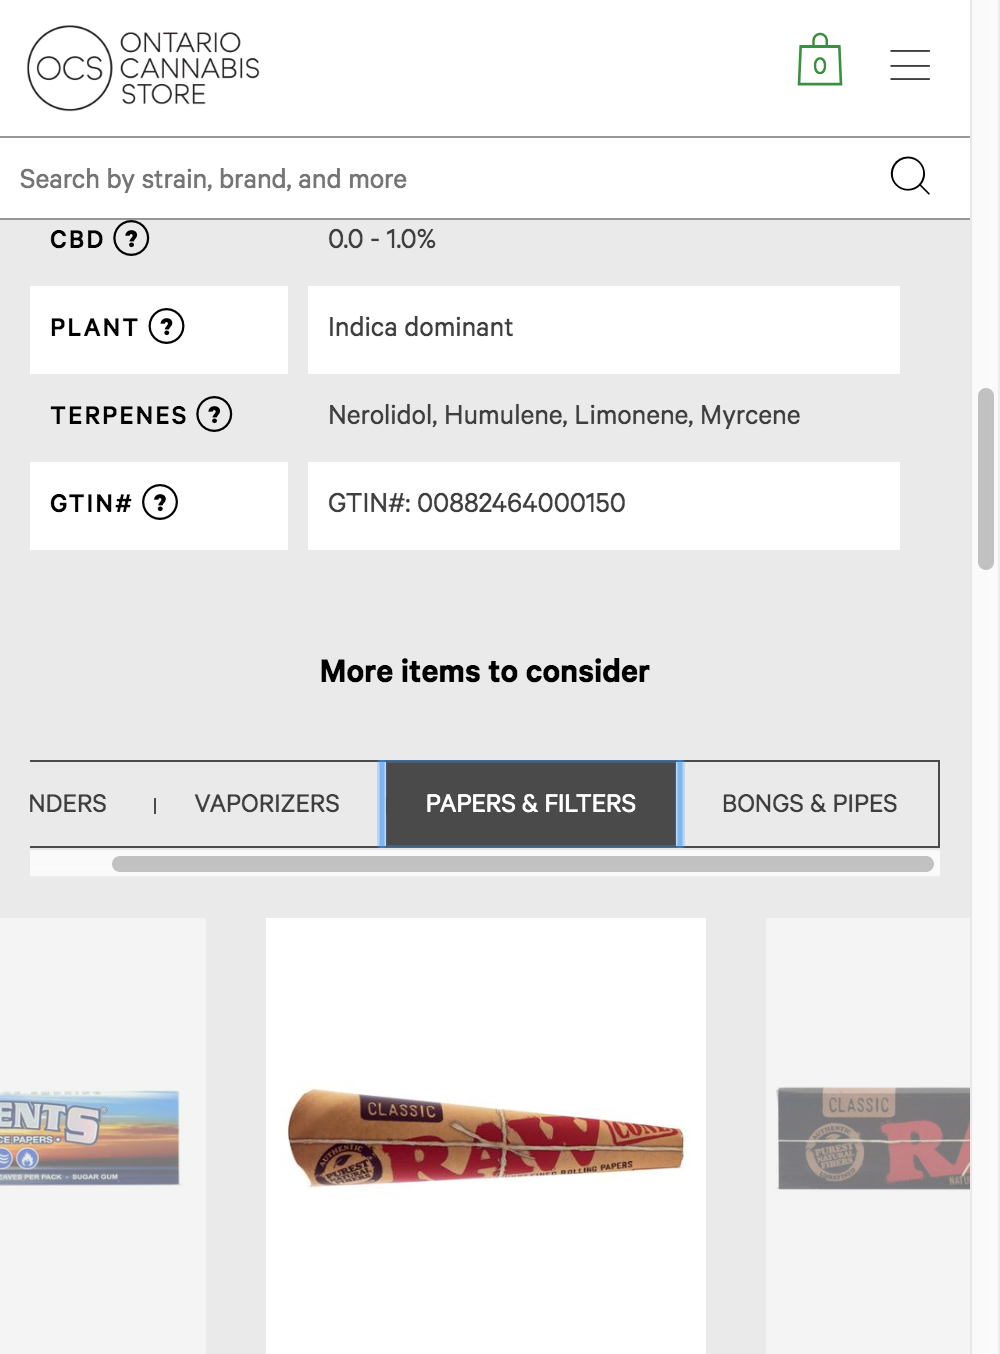 OCS
ONTARIO
CANNABIS
STORE
0
Search by strain, brand, and more
CBD ? 0.0 - 1.0%
PLANT ? Indica dominant
TERPENES ? Nerolidol, Humulene, Limonene, Myrcene
GTIN# ? GTIN#: 00882464000150
More items to consider
NDERS | VAPORIZERS PAPERS & FILTERS BONGS & PIPES
ENTS
CE PAPERS
EAVES PER PACK - SUGAR GUM
CLASSIC
RAW
AUTHENTIC
PUREST
NATURAL
FIBERS
ROLLING PAPERS
CLASSIC
AUTHENTIC
PUREST
NATURAL
FIBERS
RA
NATU